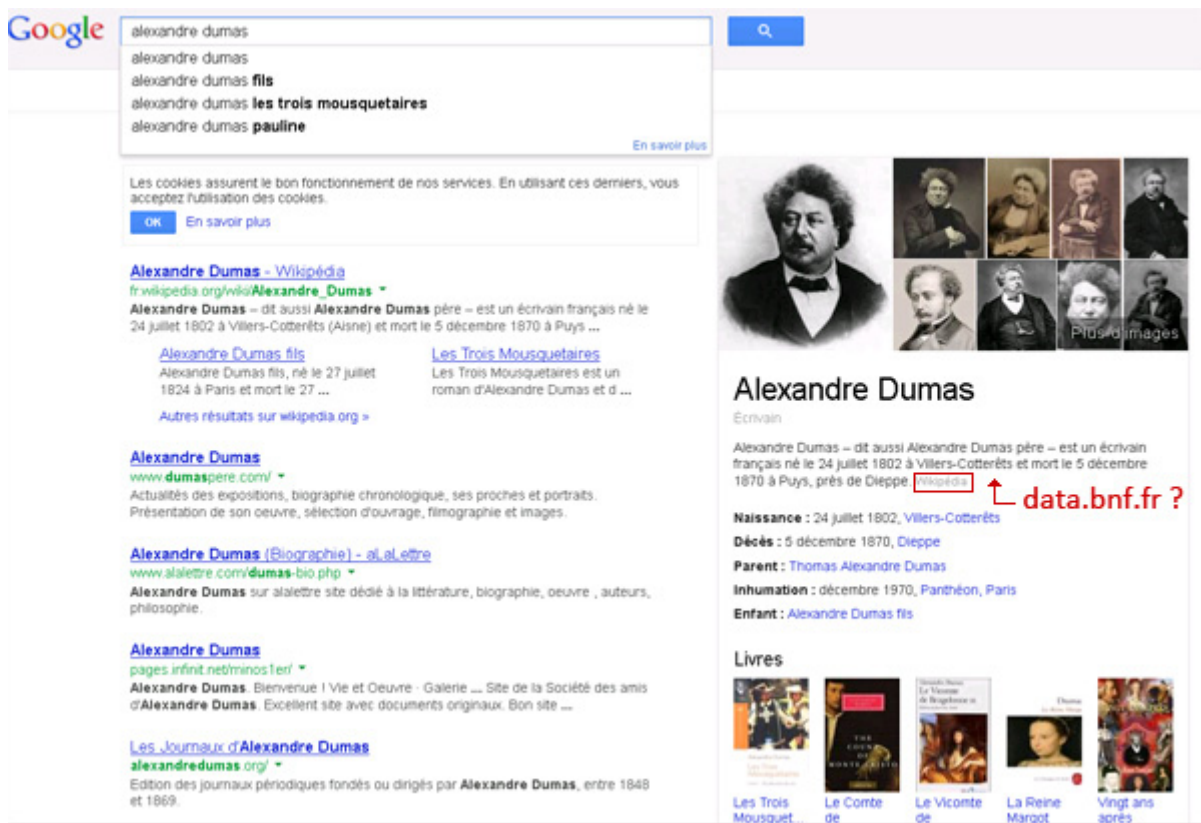 Google
alexandre dumas
alexandre dumas
alexandre dumas fils
alexandre dumas les trois mousquetaires
alexandre dumas pauline
En savoir plus
Les cookies assurent le bon fonctionnement de nos services. En utilisant ces derniers, vous
acceptez l'utilisation des cookies.
OK En savoir plus
Alexandre Dumas - Wikipédia
fr.wikipedia.org/wiki/Alexandre_Dumas
Alexandre Dumas – dit aussi Alexandre Dumas père – est un écrivain français né le
24 juillet 1802 à Villers-Cotterêts (Aisne) et mort le 5 décembre 1870 à Puys ...
Alexandre Dumas fils
Alexandre Dumas fils, né le 27 juillet
1824 à Paris et mort le 27 ...
Les Trois Mousquetaires
Les Trois Mousquetaires est un
roman d'Alexandre Dumas et d ...
Autres résultats sur wikipedia.org »
Alexandre Dumas
www.dumaspere.com/
Actualités des expositions, biographie chronologique, ses proches et portraits.
Présentation de son oeuvre, sélection d'ouvrage, filmographie et images.
Alexandre Dumas (Biographie) - aLaLettre
www.alalettre.com/dumas-bio.php
Alexandre Dumas sur alalettre site dédié à la littérature, biographie, oeuvre , auteurs,
philosophie.
Alexandre Dumas
pages.infinit.net/minos1er/
Alexandre Dumas. Bienvenue ! Vie et Oeuvre · Galerie ... Site de la Société des amis
d'Alexandre Dumas. Excellent site avec documents originaux. Bon site ...
Les Journaux d'Alexandre Dumas
alexandredumas.org/
Edition des journaux périodiques fondés ou dirigés par Alexandre Dumas, entre 1848
et 1869.
Plus d'images
Alexandre Dumas
Écrivain
Alexandre Dumas – dit aussi Alexandre Dumas père – est un écrivain
français né le 24 juillet 1802 à Villers-Cotterêts et mort le 5 décembre
1870 à Puys, près de Dieppe. Wikipédia
data.bnf.fr ?
Naissance : 24 juillet 1802, Villers-Cotterêts
Décès : 5 décembre 1870, Dieppe
Parent : Thomas Alexandre Dumas
Inhumation : décembre 1970, Panthéon, Paris
Enfant : Alexandre Dumas fils
Livres
THE
COUNT
OF
MONTE CRISTO
Le Vicomte
de Bragelonne
Dumas
Les Trois
Mousquet...
Le Comte
de
Le Vicomte
de
La Reine
Margot
Vingt ans
après